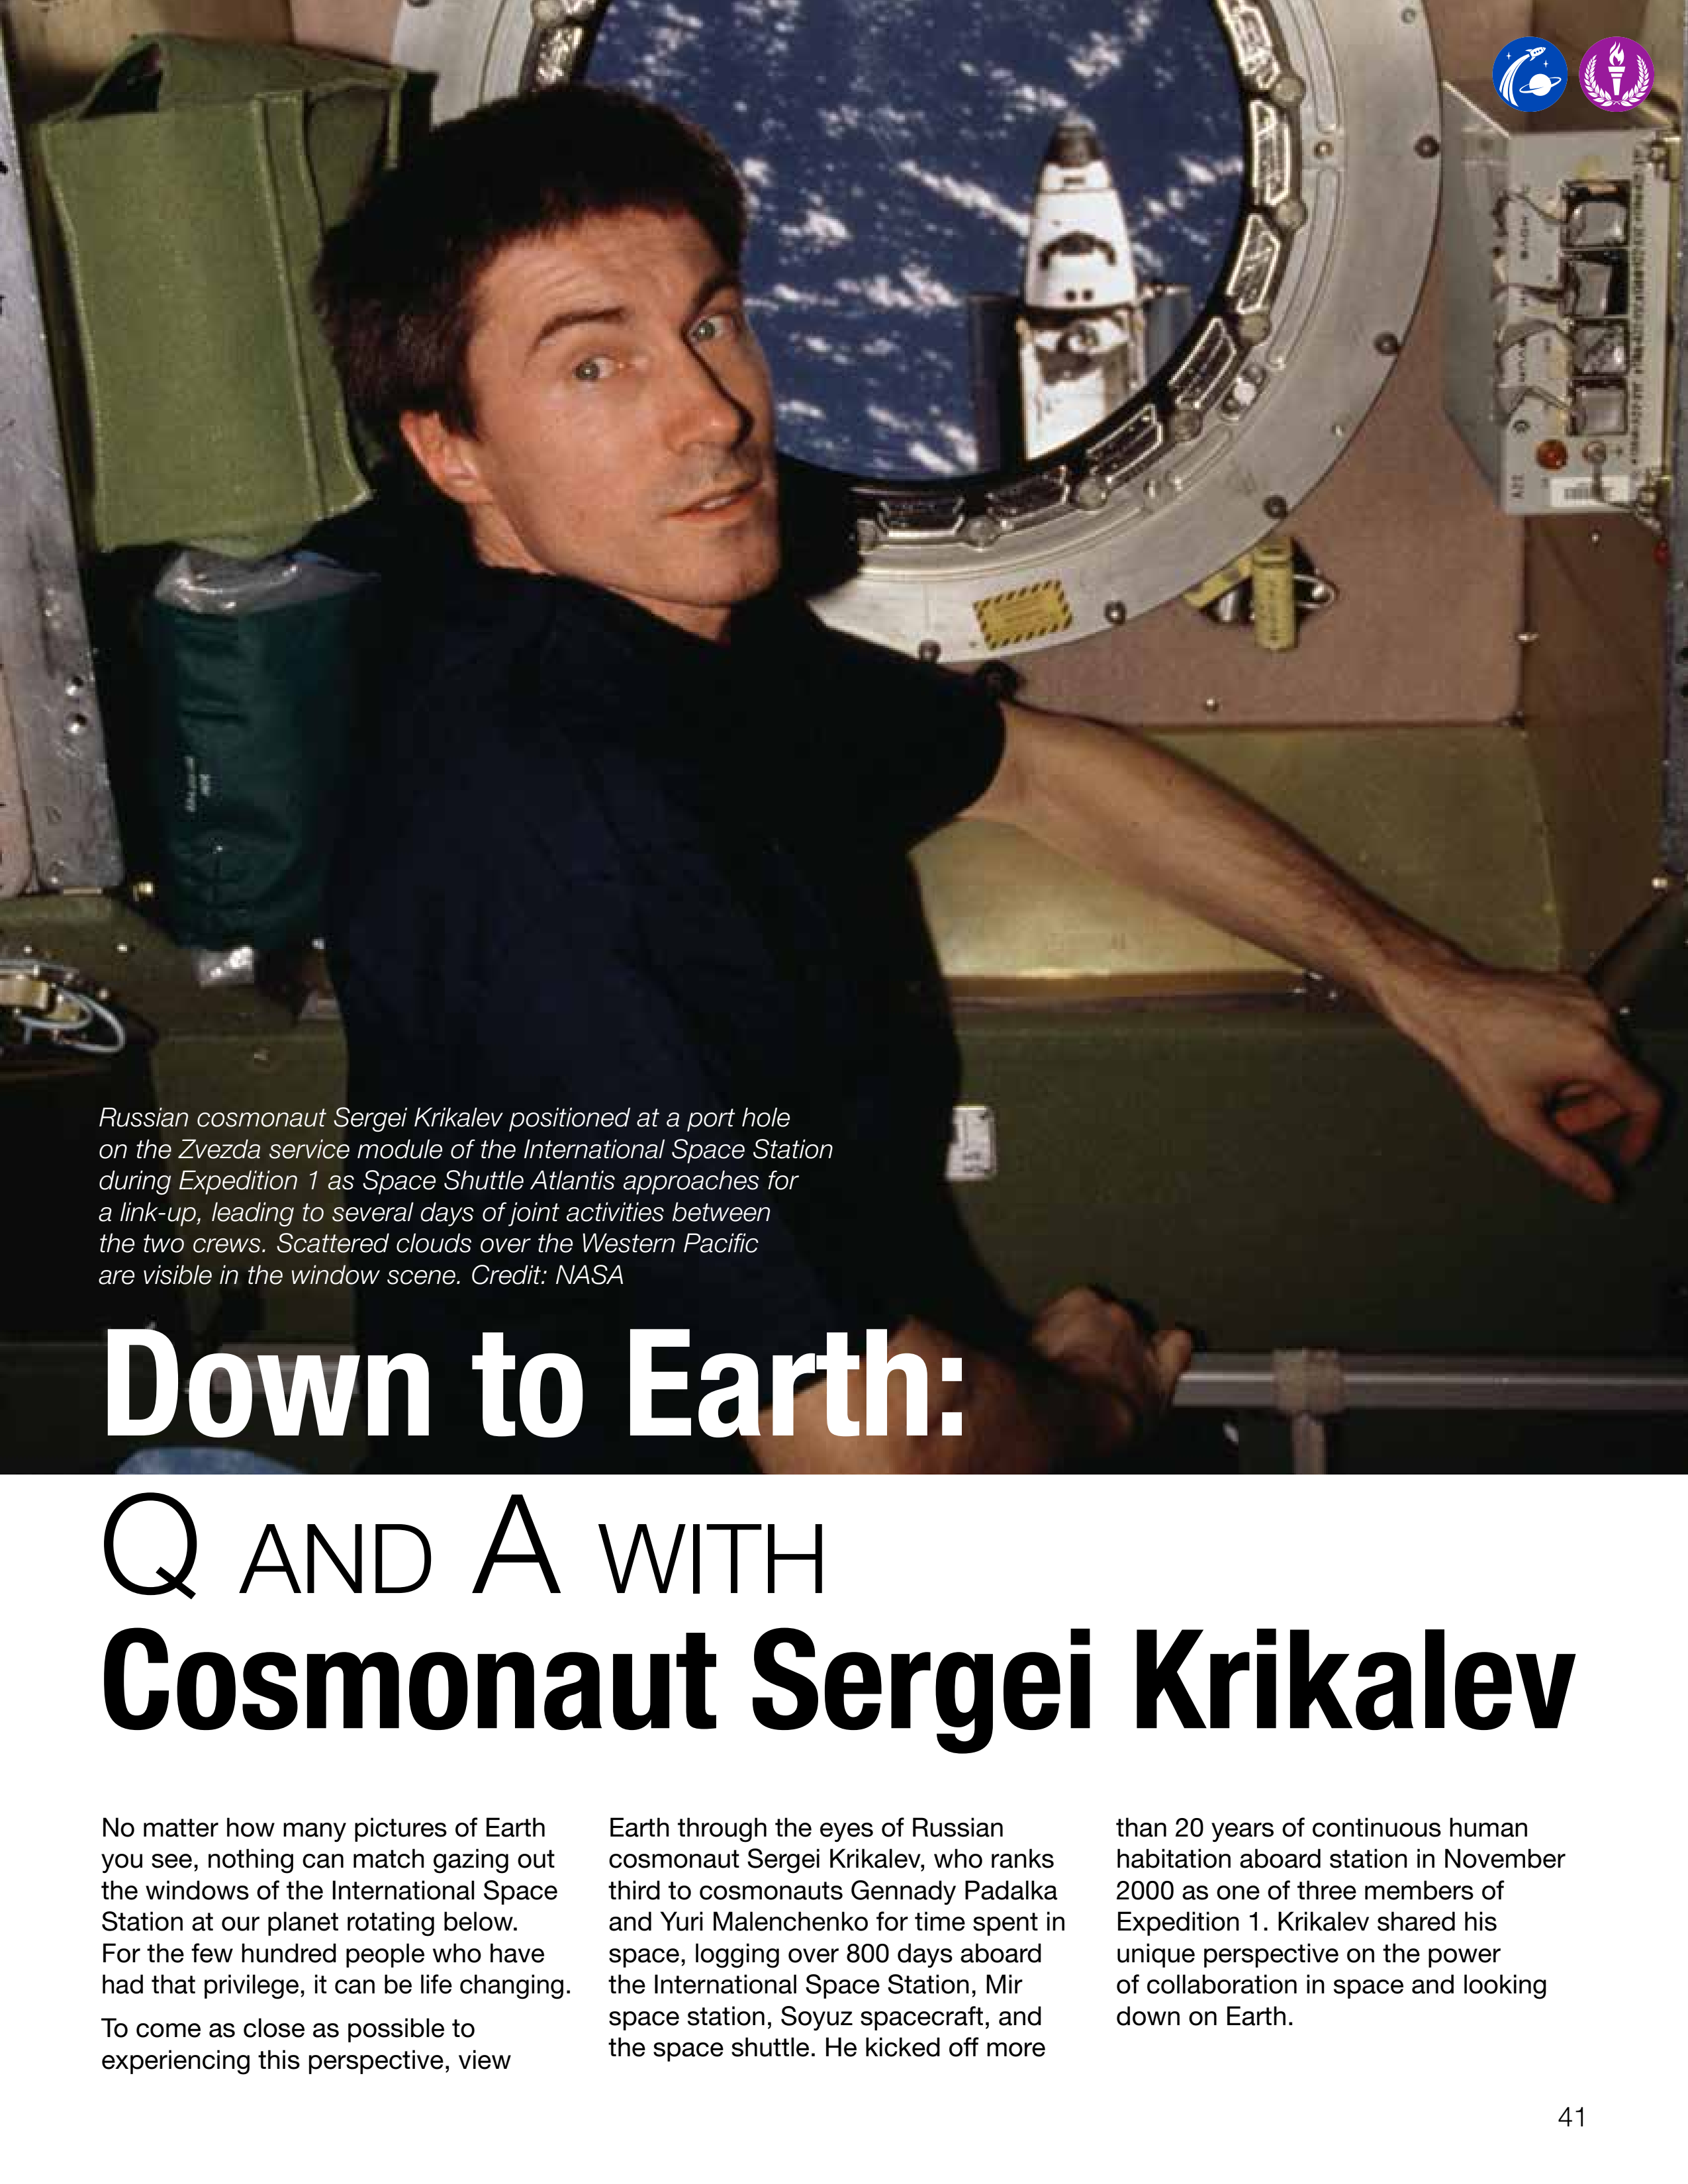 Russian cosmonaut Sergei Krikalev positioned at a port hole
on the Zvezda service module of the International Space Station
during Expedition 1 as Space Shuttle Atlantis approaches for
a link-up, leading to several days of joint activities between
the two crews. Scattered clouds over the Western Pacific
are visible in the window scene. Credit: NASA
Down to Earth:
Q AND A WITH
Cosmonaut Sergei Krikalev
No matter how many pictures of Earth
you see, nothing can match gazing out
the windows of the International Space
Station at our planet rotating below.
For the few hundred people who have
had that privilege, it can be life changing.
To come as close as possible to
experiencing this perspective, view
Earth through the eyes of Russian
cosmonaut Sergei Krikalev, who ranks
third to cosmonauts Gennady Padalka
and Yuri Malenchenko for time spent in
space, logging over 800 days aboard
the International Space Station, Mir
space station, Soyuz spacecraft, and
the space shuttle. He kicked off more
than 20 years of continuous human
habitation aboard station in November
2000 as one of three members of
Expedition 1. Krikalev shared his
unique perspective on the power
of collaboration in space and looking
down on Earth.
41